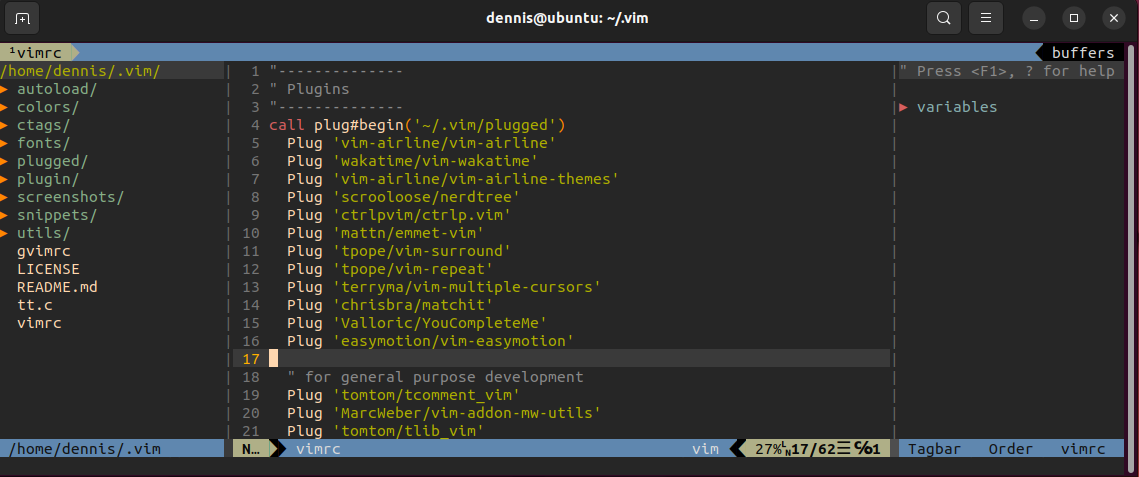 dennis@ubuntu: ~/.vim
1vimrc
buffers
/home/dennis/.vim/
▸ autoload/
▸ colors/
▸ ctags/
▸ fonts/
▸ plugged/
▸ plugin/
▸ screenshots/
▸ snippets/
▸ utils/
gvimrc
LICENSE
README.md
tt.c
vimrc
1 "--------------
2 " Plugins
3 "--------------
4 call plug#begin('~/.vim/plugged')
5 Plug 'vim-airline/vim-airline'
6 Plug 'wakatime/vim-wakatime'
7 Plug 'vim-airline/vim-airline-themes'
8 Plug 'scrooloose/nerdtree'
9 Plug 'ctrlpvim/ctrlp.vim'
10 Plug 'mattn/emmet-vim'
11 Plug 'tpope/vim-surround'
12 Plug 'tpope/vim-repeat'
13 Plug 'terryma/vim-multiple-cursors'
14 Plug 'chrisbra/matchit'
15 Plug 'Valloric/YouCompleteMe'
16 Plug 'easymotion/vim-easymotion'
17
18 " for general purpose development
19 Plug 'tomtom/tcomment_vim'
20 Plug 'MarcWeber/vim-addon-mw-utils'
21 Plug 'tomtom/tlib_vim'
" Press <F1>, ? for help
▸ variables
/home/dennis/.vim
N… vimrc vim 27%␤17/62☰℅1
Tagbar Order vimrc